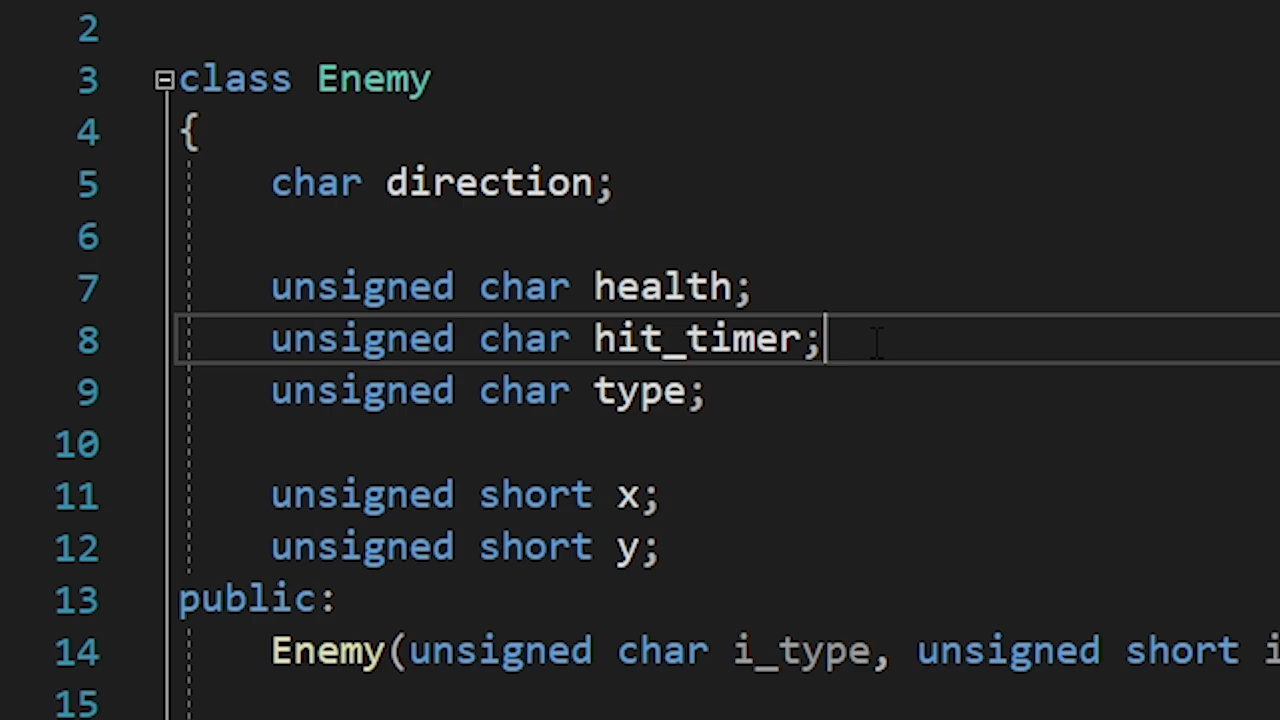 2
3 class Enemy
4 {
5 char direction;
6
7 unsigned char health;
8 unsigned char hit_timer;
9 unsigned char type;
10
11 unsigned short x;
12 unsigned short y;
13 public:
14 Enemy(unsigned char i_type, unsigned short i
15